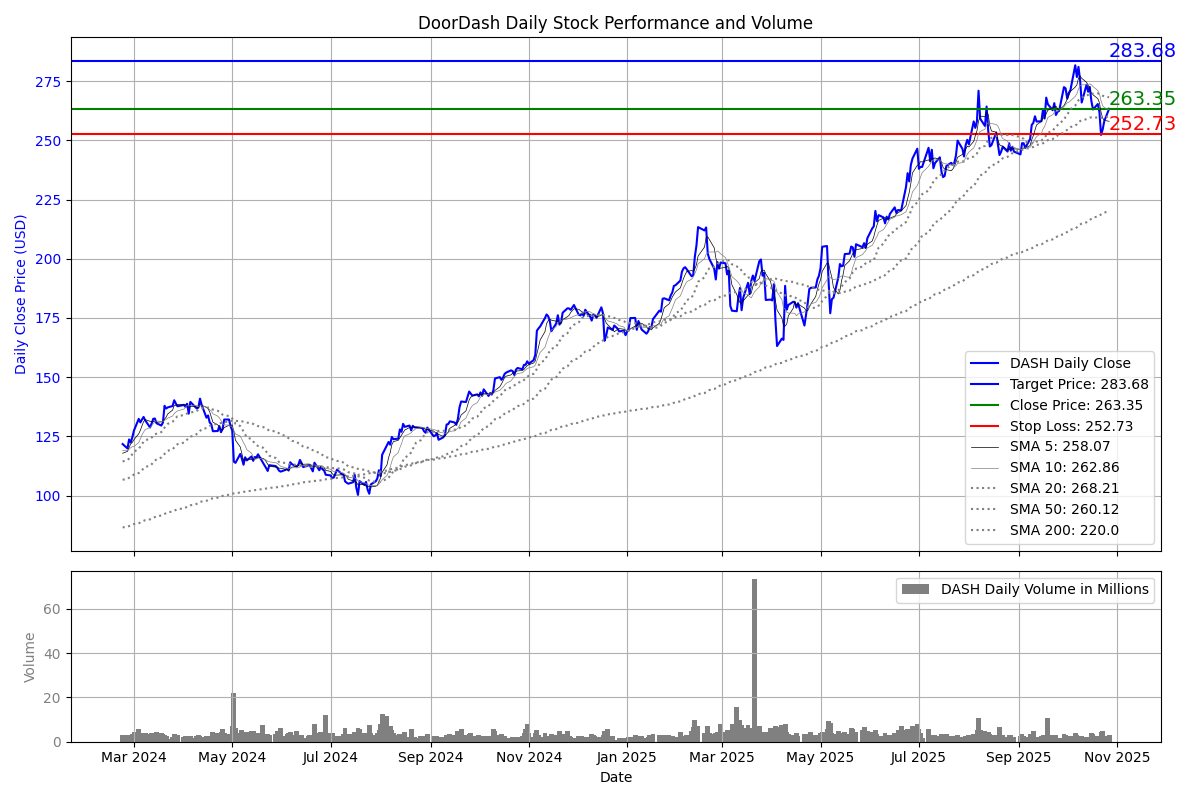 DoorDash Daily Stock Performance and Volume
283.68
263.35
252.73
275
250
225
200
175
150
125
100
Daily Close Price (USD)
DASH Daily Close
Target Price: 283.68
Close Price: 263.35
Stop Loss: 252.73
SMA 5: 258.07
SMA 10: 262.86
SMA 20: 268.21
SMA 50: 260.12
SMA 200: 220.0
DASH Daily Volume in Millions
60
40
20
0
Volume
Mar 2024 May 2024 Jul 2024 Sep 2024 Nov 2024 Jan 2025 Mar 2025 May 2025 Jul 2025 Sep 2025 Nov 2025
Date